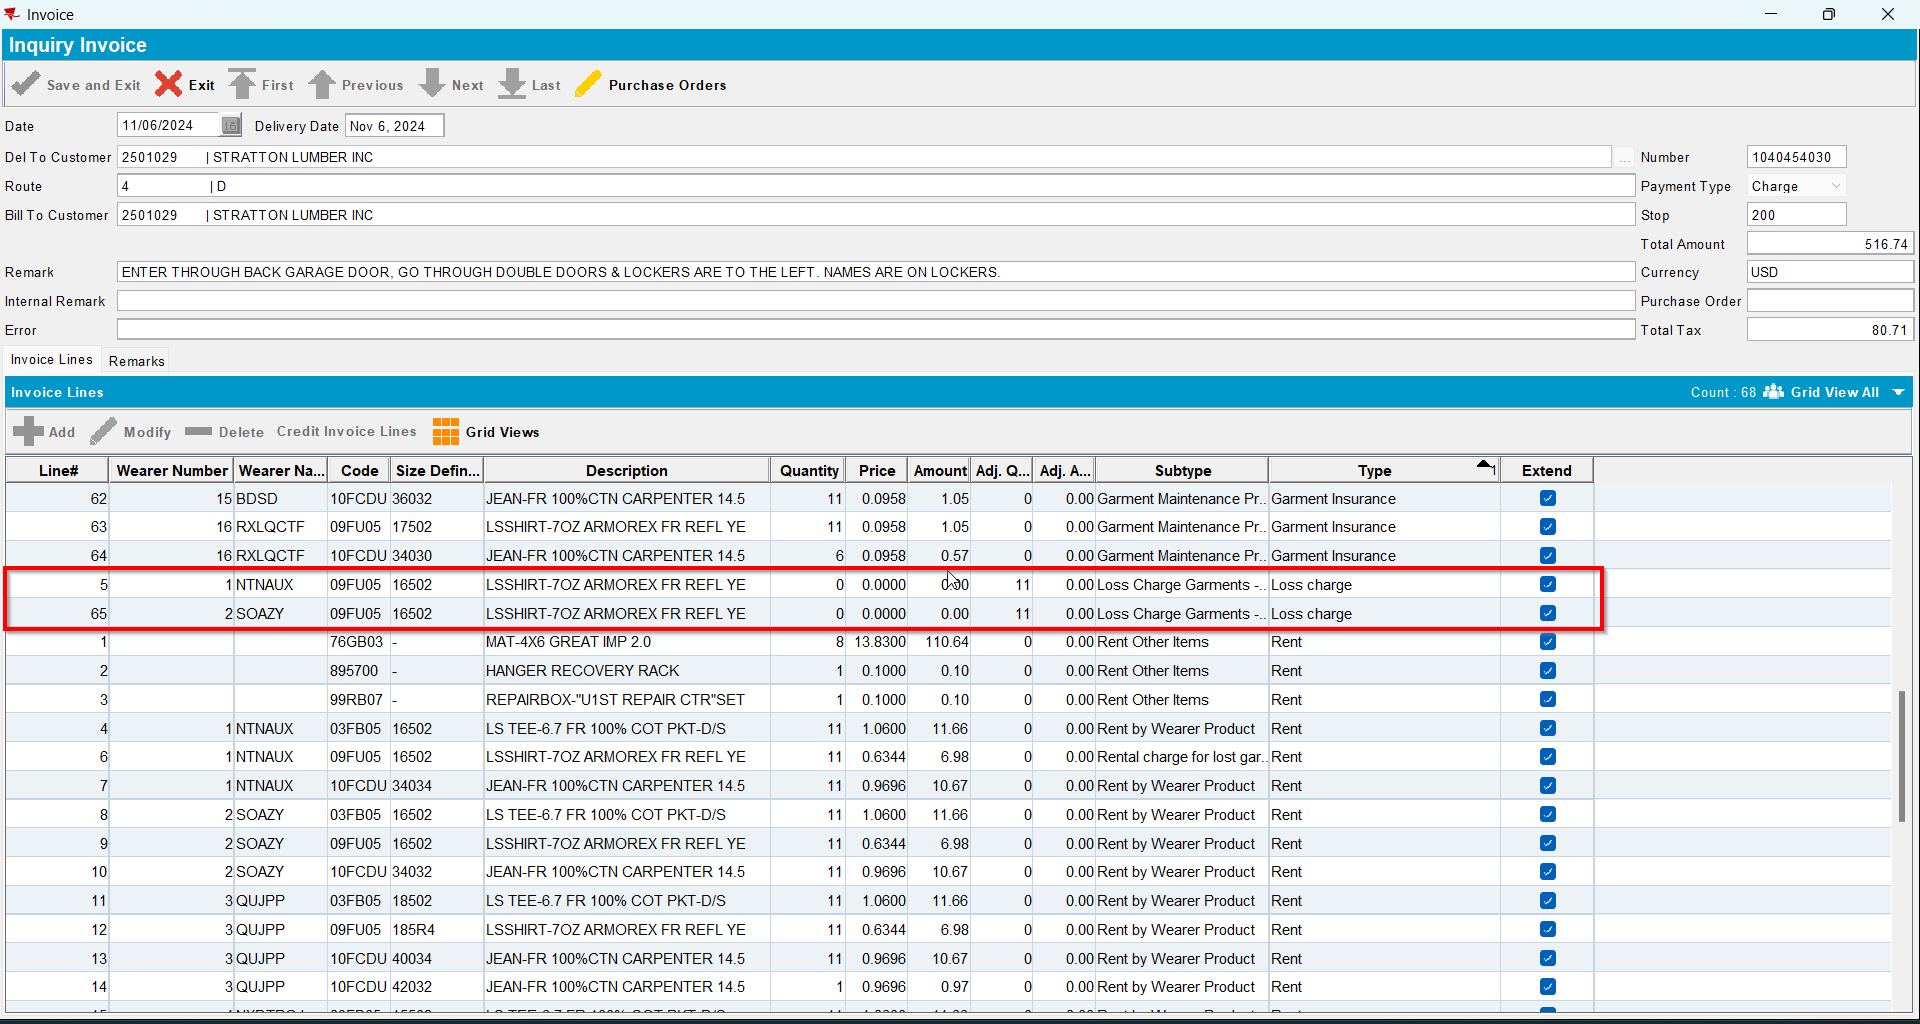 Invoice
Inquiry Invoice
Save and Exit Exit First Previous Next Last Purchase Orders
Date 11/06/2024 Delivery Date Nov 6, 2024
Del To Customer 2501029 | STRATTON LUMBER INC ... Number 1040454030
Route 4 | D Payment Type Charge
Bill To Customer 2501029 | STRATTON LUMBER INC Stop 200
Total Amount 516.74
Remark ENTER THROUGH BACK GARAGE DOOR, GO THROUGH DOUBLE DOORS & LOCKERS ARE TO THE LEFT. NAMES ARE ON LOCKERS. Currency USD
Internal Remark Purchase Order
Error Total Tax 80.71
Invoice Lines Remarks
Invoice Lines Count : 68 Grid View All
Add Modify Delete Credit Invoice Lines Grid Views
Line# Wearer Number Wearer Na... Code Size Defin... Description Quantity Price Amount Adj. Q... Adj. A... Subtype Type 1 Extend
62 15 BDSD 10FCDU 36032 JEAN-FR 100%CTN CARPENTER 14.5 11 0.0958 1.05 0 0.00 Garment Maintenance Pr... Garment Insurance
63 16 RXLQCTF 09FU05 17502 LSSHIRT-7OZ ARMOREX FR REFL YE 11 0.0958 1.05 0 0.00 Garment Maintenance Pr... Garment Insurance
64 16 RXLQCTF 10FCDU 34030 JEAN-FR 100%CTN CARPENTER 14.5 6 0.0958 0.57 0 0.00 Garment Maintenance Pr... Garment Insurance
5 1 NTNAUX 09FU05 16502 LSSHIRT-7OZ ARMOREX FR REFL YE 0 0.0000 0.00 11 0.00 Loss Charge Garments -... Loss charge
65 2 SOAZY 09FU05 16502 LSSHIRT-7OZ ARMOREX FR REFL YE 0 0.0000 0.00 11 0.00 Loss Charge Garments -... Loss charge
1 76GB03 - MAT-4X6 GREAT IMP 2.0 8 13.8300 110.64 0 0.00 Rent Other Items Rent
2 895700 - HANGER RECOVERY RACK 1 0.1000 0.10 0 0.00 Rent Other Items Rent
3 99RB07 - REPAIRBOX-"U1ST REPAIR CTR"SET 1 0.1000 0.10 0 0.00 Rent Other Items Rent
4 1 NTNAUX 03FB05 16502 LS TEE-6.7 FR 100% COT PKT-D/S 11 1.0600 11.66 0 0.00 Rent by Wearer Product Rent
6 1 NTNAUX 09FU05 16502 LSSHIRT-7OZ ARMOREX FR REFL YE 11 0.6344 6.98 0 0.00 Rental charge for lost gar... Rent
7 1 NTNAUX 10FCDU 34034 JEAN-FR 100%CTN CARPENTER 14.5 11 0.9696 10.67 0 0.00 Rent by Wearer Product Rent
8 2 SOAZY 03FB05 16502 LS TEE-6.7 FR 100% COT PKT-D/S 11 1.0600 11.66 0 0.00 Rent by Wearer Product Rent
9 2 SOAZY 09FU05 16502 LSSHIRT-7OZ ARMOREX FR REFL YE 11 0.6344 6.98 0 0.00 Rent by Wearer Product Rent
10 2 SOAZY 10FCDU 34032 JEAN-FR 100%CTN CARPENTER 14.5 11 0.9696 10.67 0 0.00 Rent by Wearer Product Rent
11 3 QUJPP 03FB05 18502 LS TEE-6.7 FR 100% COT PKT-D/S 11 1.0600 11.66 0 0.00 Rent by Wearer Product Rent
12 3 QUJPP 09FU05 185R4 LSSHIRT-7OZ ARMOREX FR REFL YE 11 0.6344 6.98 0 0.00 Rent by Wearer Product Rent
13 3 QUJPP 10FCDU 40034 JEAN-FR 100%CTN CARPENTER 14.5 11 0.9696 10.67 0 0.00 Rent by Wearer Product Rent
14 3 QUJPP 10FCDU 42032 JEAN-FR 100%CTN CARPENTER 14.5 1 0.9696 0.97 0 0.00 Rent by Wearer Product Rent